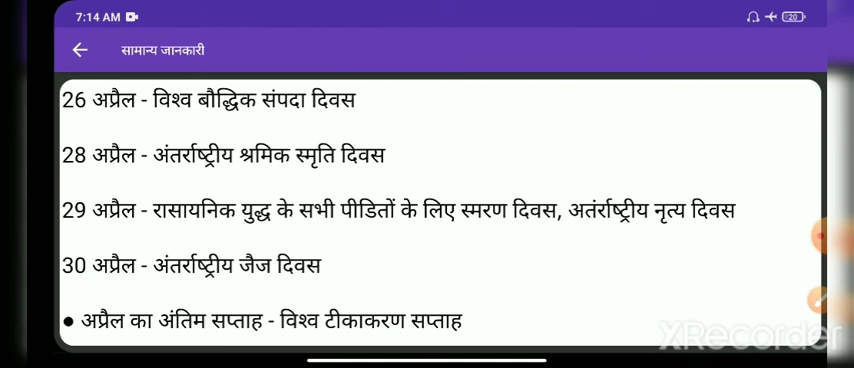 7:14 AM
20
सामान्य जानकारी
26 अप्रैल - विश्व बौद्धिक संपदा दिवस
28 अप्रैल - अंतर्राष्ट्रीय श्रमिक स्मृति दिवस
29 अप्रैल - रासायनिक युद्ध के सभी पीडितों के लिए स्मरण दिवस, अतंर्राष्ट्रीय नृत्य दिवस
30 अप्रैल - अंतर्राष्ट्रीय जैज दिवस
● अप्रैल का अंतिम सप्ताह - विश्व टीकाकरण सप्ताह
XRecorder